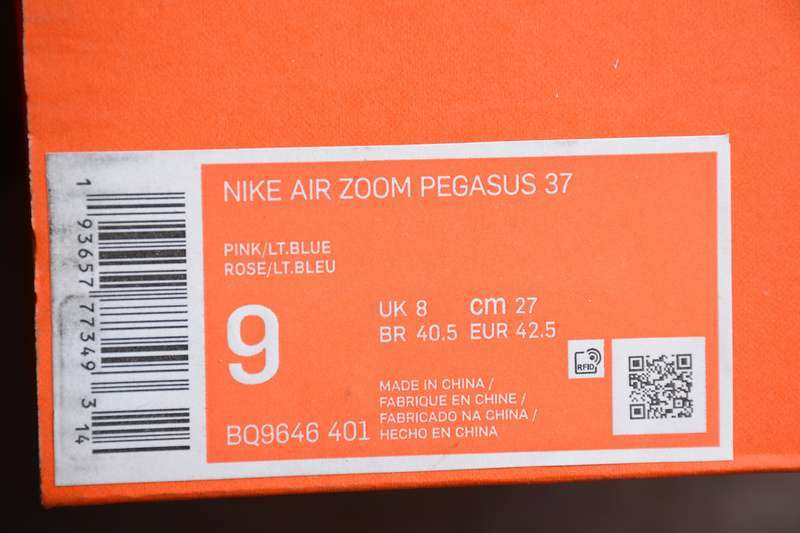 NIKE AIR ZOOM PEGASUS 37
PINK/LT.BLUE
ROSE/LT.BLEU
9
UK 8 cm 27
BR 40.5 EUR 42.5
RFID
MADE IN CHINA /
FABRIQUE EN CHINE /
FABRICADO NA CHINA /
HECHO EN CHINA
BQ9646 401
1 93657 77349 3 14